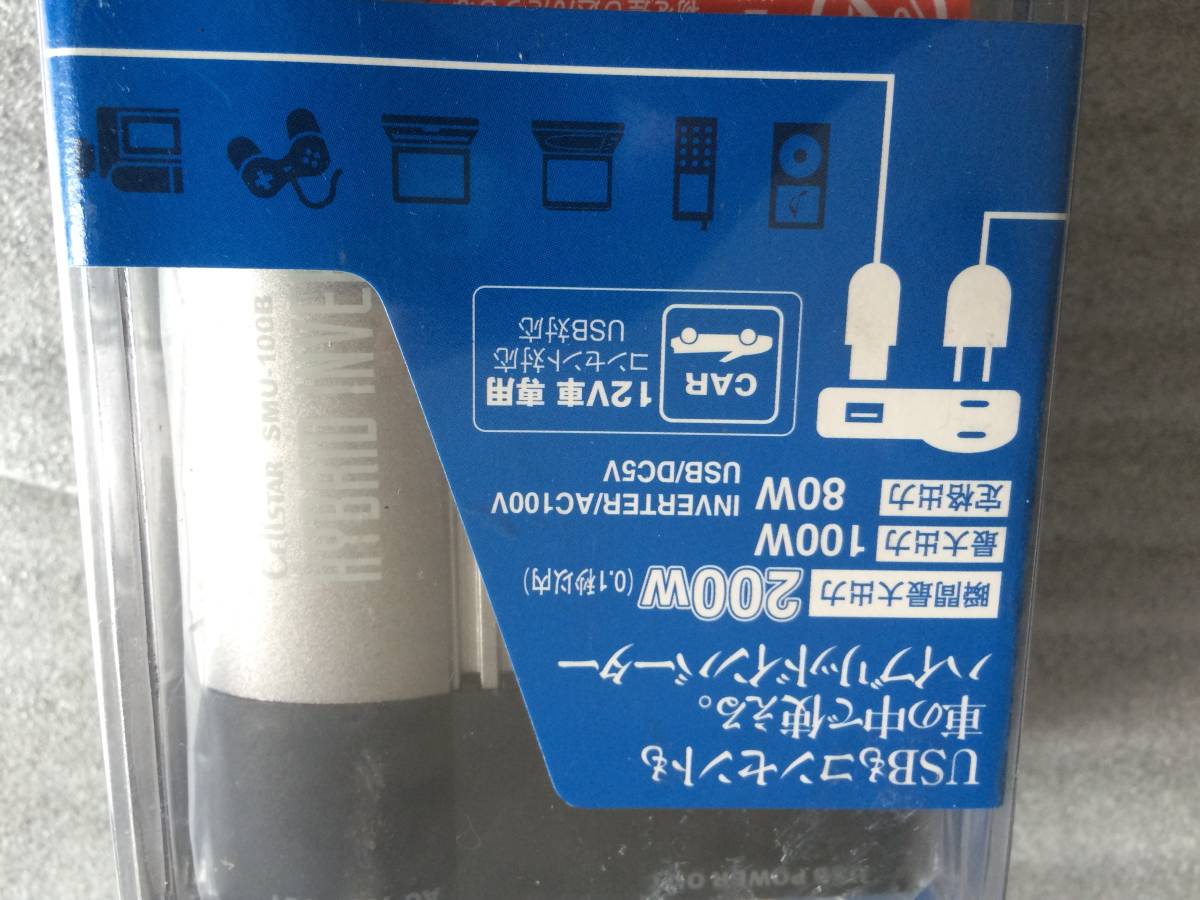 USBもコンセントも
車の中で使える。
ハイブリッドインバーター
瞬間最大出力 200W (0.1秒以内)
最大出力 100W
定格出力 80W
INVERTER/AC100V
USB/DC5V
CAR
12V車専用
コンセント対応
USB対応
CellSTAR SMU-100B
HYBRID INVE
USB POWER O
AC